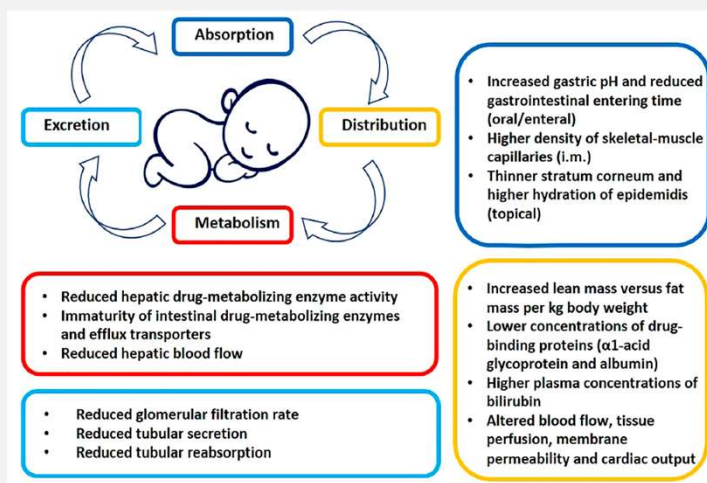 Absorption
Excretion
Distribution
Metabolism
• Increased gastric pH and reduced
gastrointestinal entering time
(oral/enteral)
• Higher density of skeletal-muscle
capillaries (i.m.)
• Thinner stratum corneum and
higher hydration of epidemidis
(topical)
• Reduced hepatic drug-metabolizing enzyme activity
• Immaturity of intestinal drug-metabolizing enzymes
and efflux transporters
• Reduced hepatic blood flow
• Increased lean mass versus fat
mass per kg body weight
• Lower concentrations of drug-
binding proteins (α1-acid
glycoprotein and albumin)
• Higher plasma concentrations of
bilirubin
• Altered blood flow, tissue
perfusion, membrane
permeability and cardiac output
• Reduced glomerular filtration rate
• Reduced tubular secretion
• Reduced tubular reabsorption